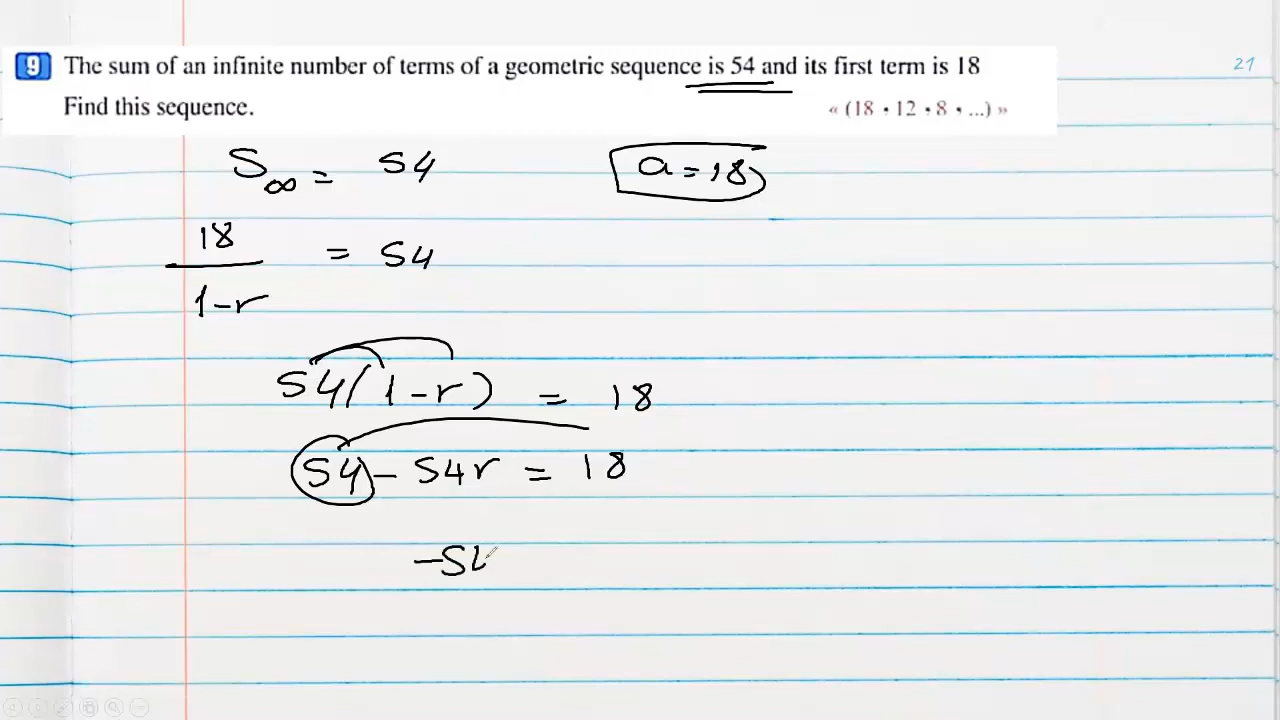 9 The sum of an infinite number of terms of a geometric sequence is 54 and its first term is 18
21
Find this sequence.
« (18 , 12 , 8 , ...) »
S∞ = 54
a = 18
18
1-r
= 54
54(1-r) = 18
54 - 54r = 18
-5